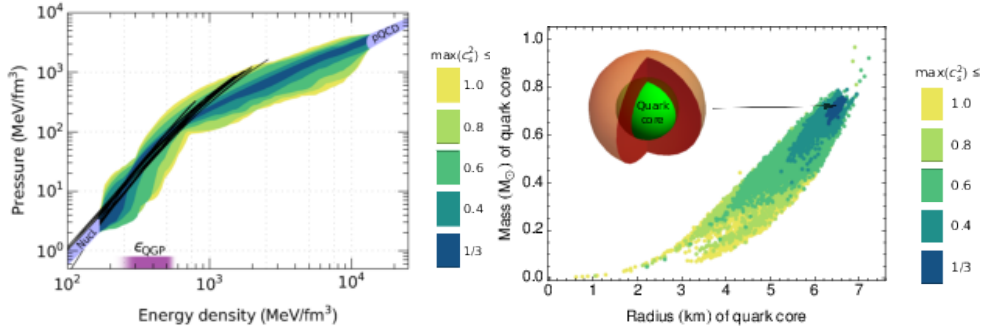 10⁴
10³
10²
10¹
10⁰
Pressure (MeV/fm³)
Nucl.
pQCD
ϵQGP
10² 10³ 10⁴
Energy density (MeV/fm³)
max(c²ₛ) ≤
1.0
0.8
0.6
0.4
1/3
1.0
0.8
0.6
0.4
0.2
0.0
Mass (M☉) of quark core
Quark
core
0 1 2 3 4 5 6 7
Radius (km) of quark core
max(c²ₛ) ≤
1.0
0.8
0.6
0.4
1/3